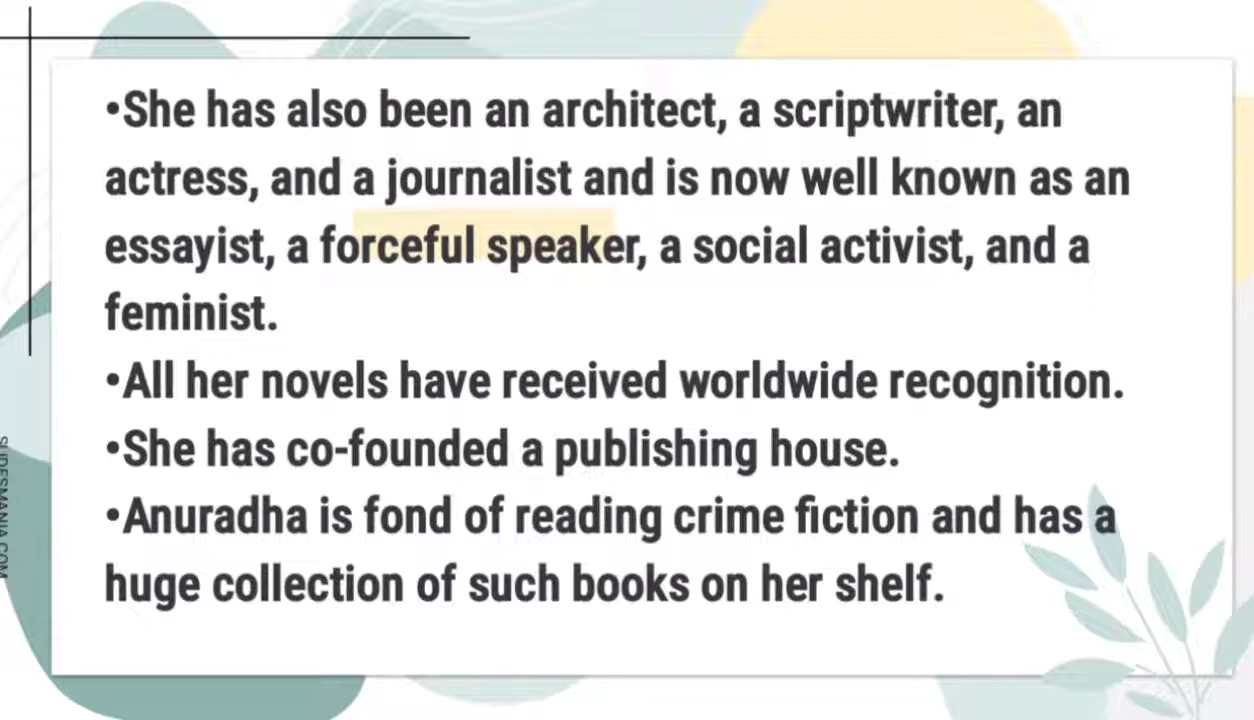 •She has also been an architect, a scriptwriter, an
actress, and a journalist and is now well known as an
essayist, a forceful speaker, a social activist, and a
feminist.
•All her novels have received worldwide recognition.
•She has co-founded a publishing house.
•Anuradha is fond of reading crime fiction and has a
huge collection of such books on her shelf.
SLIDESMANIA.COM